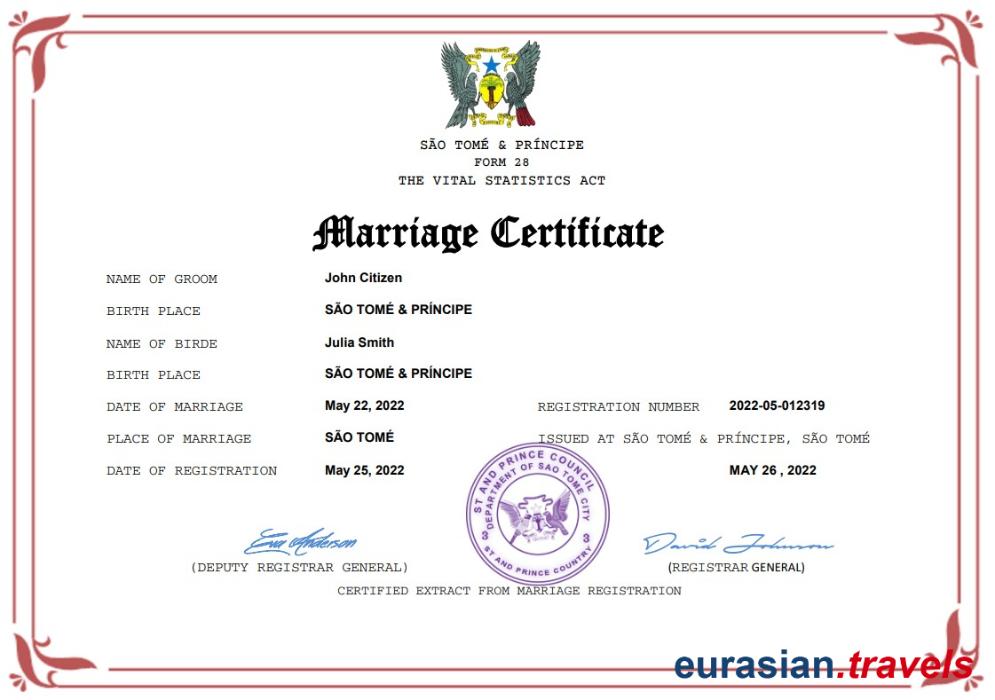 SÃO TOMÉ & PRÍNCIPE
FORM 28
THE VITAL STATISTICS ACT
Marriage Certificate
NAME OF GROOM John Citizen
BIRTH PLACE SÃO TOMÉ & PRÍNCIPE
NAME OF BIRDE Julia Smith
BIRTH PLACE SÃO TOMÉ & PRÍNCIPE
DATE OF MARRIAGE May 22, 2022 REGISTRATION NUMBER 2022-05-012319
PLACE OF MARRIAGE SÃO TOMÉ ISSUED AT SÃO TOMÉ & PRÍNCIPE, SÃO TOMÉ
DATE OF REGISTRATION May 25, 2022 MAY 26 , 2022
ST AND PRINCE COUNCIL
DEPARTMENT OF SAO TOME CITY
3 3
ST AND PRINCE COUNTRY
Eva Anderson David Johnson
(DEPUTY REGISTRAR GENERAL) (REGISTRAR GENERAL)
CERTIFIED EXTRACT FROM MARRIAGE REGISTRATION
eurasian.travels